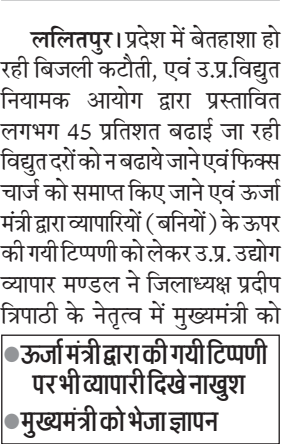 ललितपुर। प्रदेश में बेतहाशा हो
रही बिजली कटौती, एवं उ.प्र.विद्युत
नियामक आयोग द्वारा प्रस्तावित
लगभग 45 प्रतिशत बढाई जा रही
विद्युत दरों को न बढाये जाने एवं फिक्स
चार्ज को समाप्त किए जाने एवं ऊर्जा
मंत्री द्वारा व्यापारियों ( बनियों ) के ऊपर
की गयी टिप्पणी को लेकर उ.प्र. उद्योग
व्यापार मण्डल ने जिलाध्यक्ष प्रदीप
त्रिपाठी के नेतृत्व में मुख्यमंत्री को
●ऊर्जा मंत्री द्वारा की गयी टिप्पणी
पर भी व्यापारी दिखे नाखुश
●मुख्यमंत्री को भेजा ज्ञापन